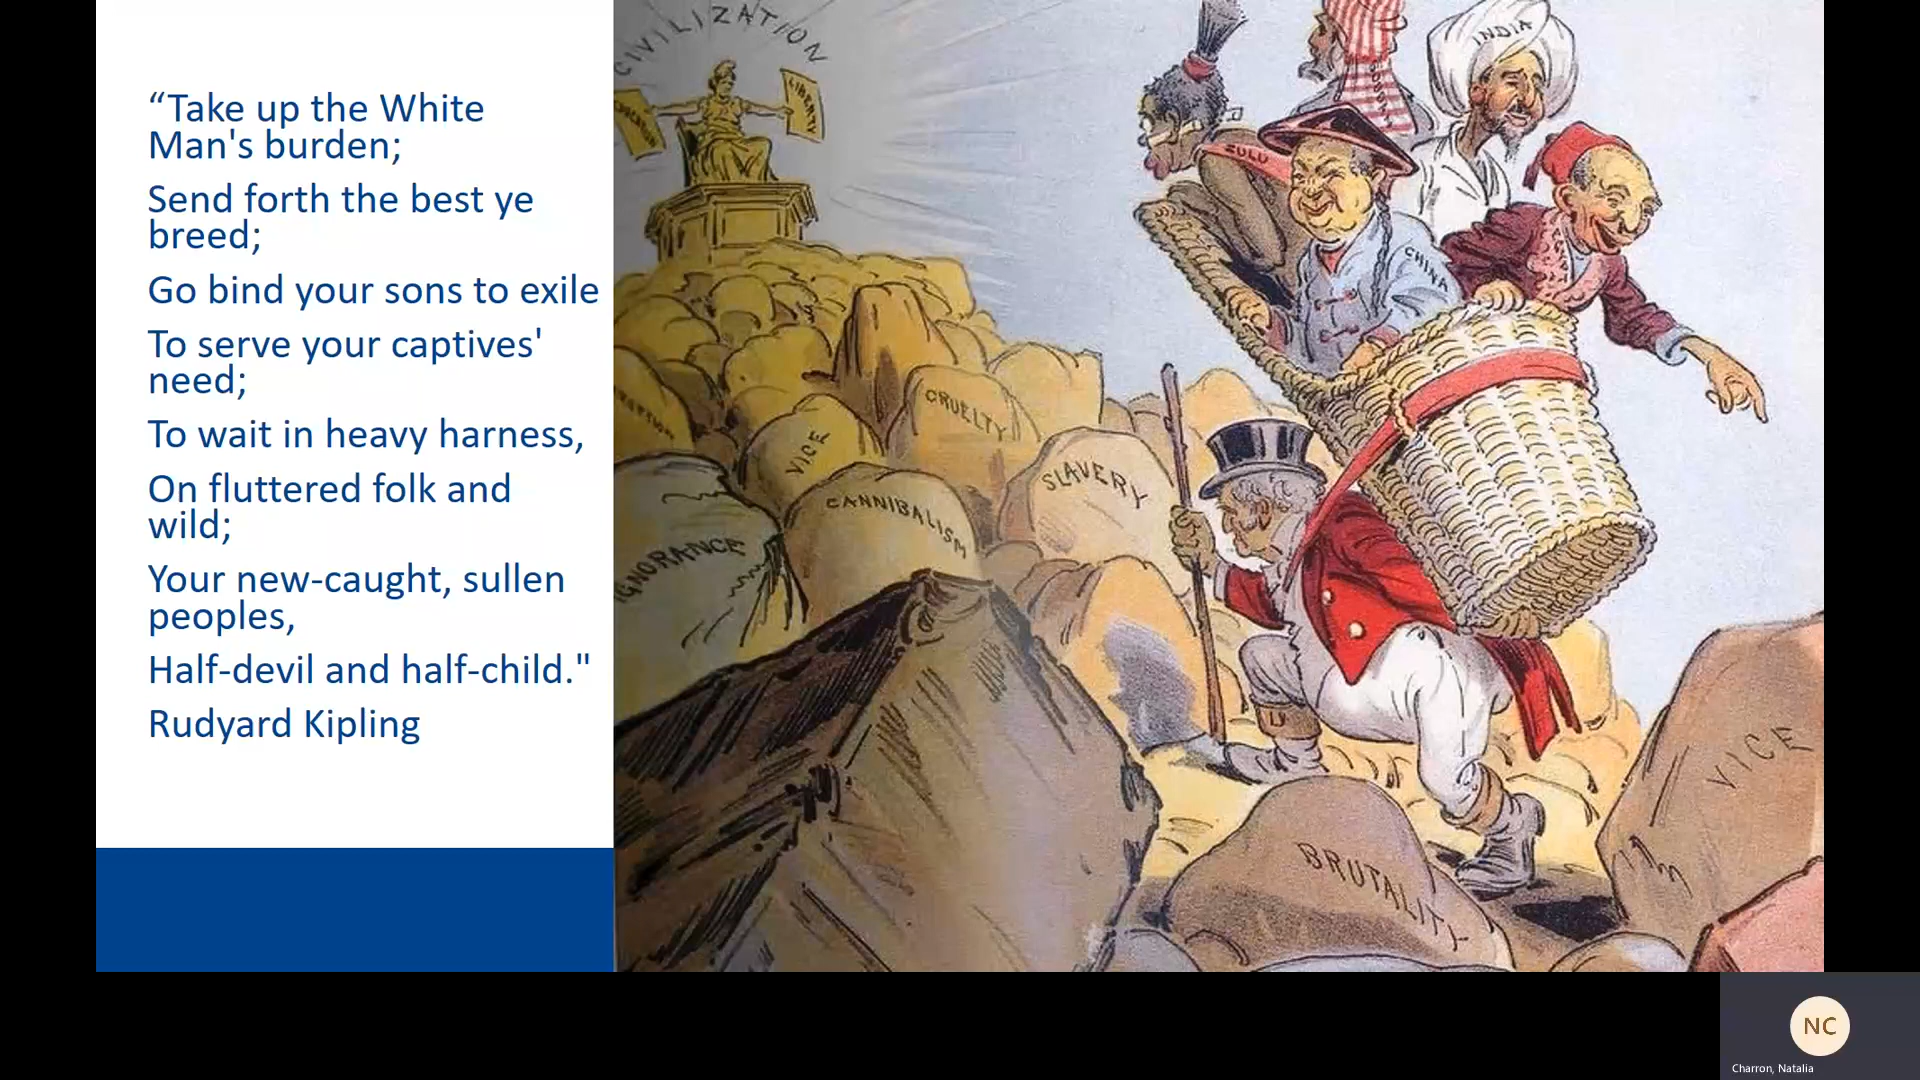 “Take up the White
Man's burden;
Send forth the best ye
breed;
Go bind your sons to exile
To serve your captives'
need;
To wait in heavy harness,
On fluttered folk and
wild;
Your new-caught, sullen
peoples,
Half-devil and half-child."
Rudyard Kipling
CIVILIZATION
LIBERTY
INDIA
ZULU
CHINA
CRUELTY
VICE
SLAVERY
CANNIBALISM
IGNORANCE
VICE
BRUTALITY
NC
Charron, Natalia